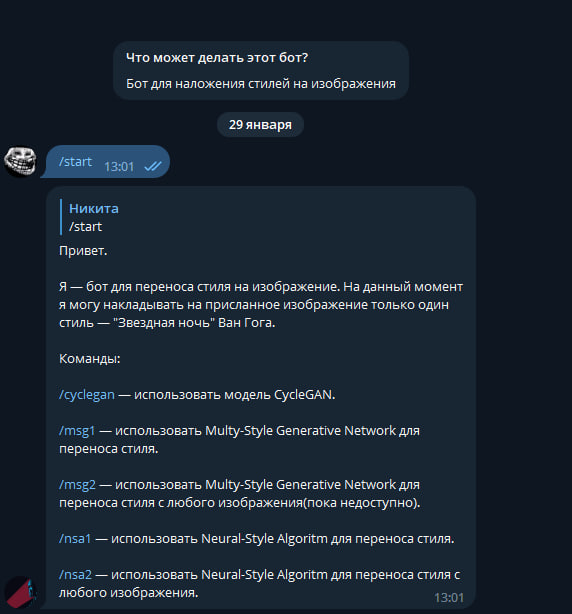 Что может делать этот бот?
Бот для наложения стилей на изображения
29 января
/start 13:01
Никита
/start
Привет.
Я — бот для переноса стиля на изображение. На данный момент
я могу накладывать на присланное изображение только один
стиль — "Звездная ночь" Ван Гога.
Команды:
/cyclegan — использовать модель CycleGAN.
/msg1 — использовать Multy-Style Generative Network для
переноса стиля.
/msg2 — использовать Multy-Style Generative Network для
переноса стиля с любого изображения(пока недоступно).
/nsa1 — использовать Neural-Style Algoritm для переноса стиля.
/nsa2 — использовать Neural-Style Algoritm для переноса стиля с
любого изображения. 13:01